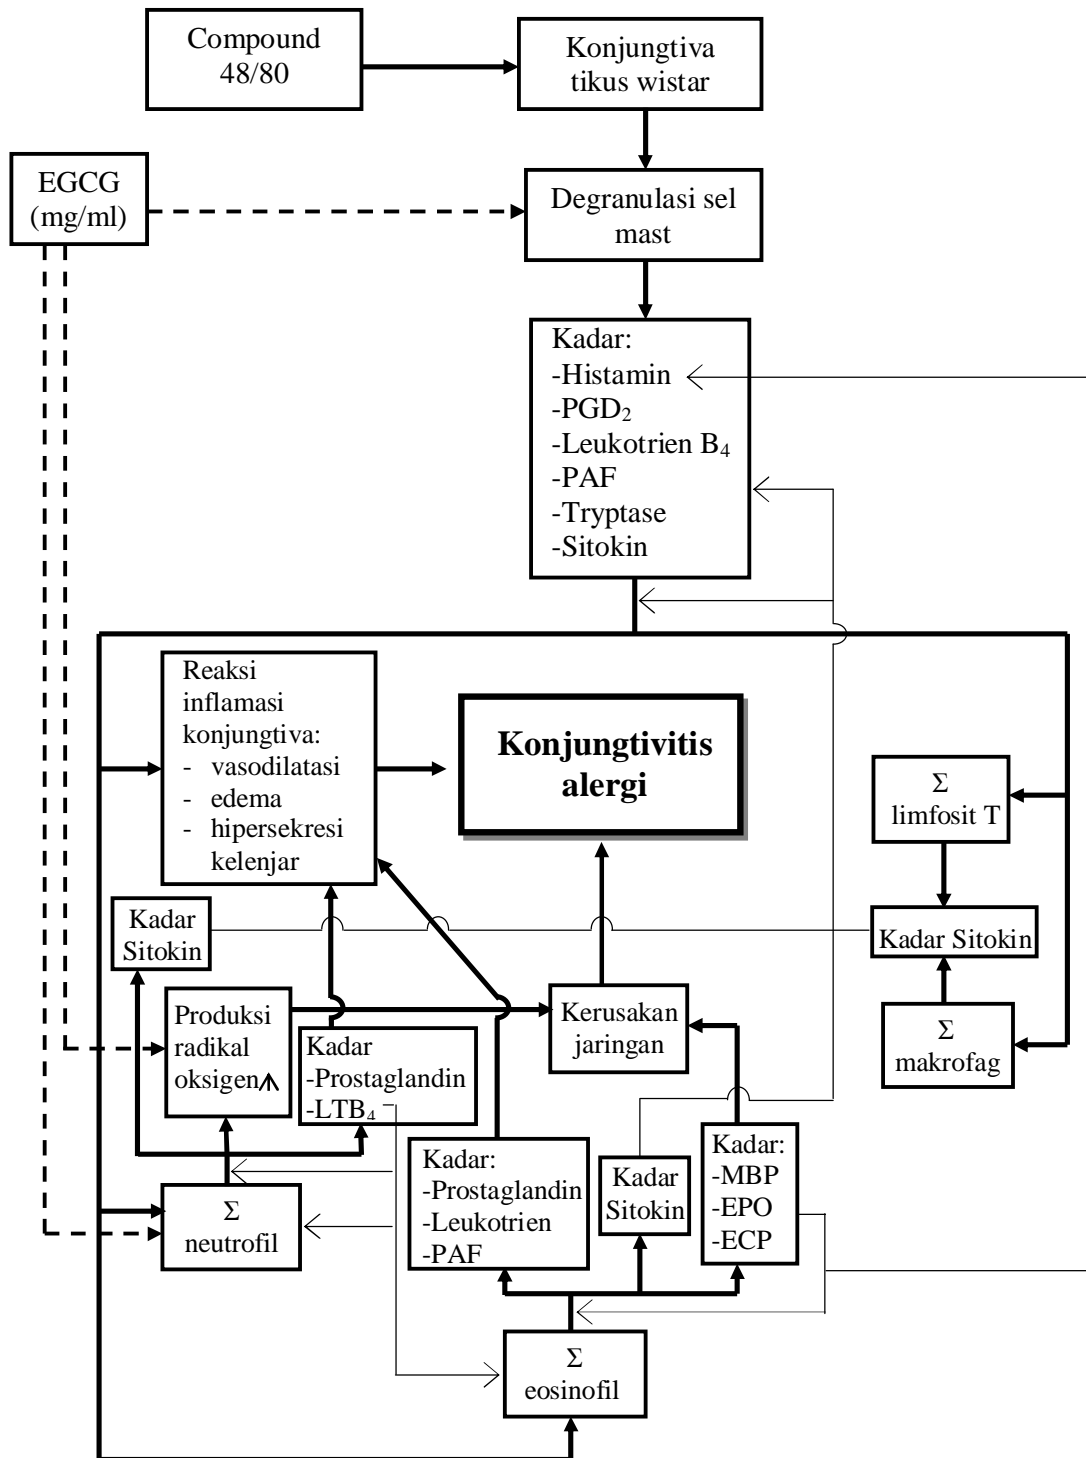 Compound
48/80
Konjungtiva
tikus wistar
EGCG
(mg/ml)
Degranulasi sel
mast
Kadar:
-Histamin
-PGD₂
-Leukotrien B₄
-PAF
-Tryptase
-Sitokin
Reaksi
inflamasi
konjungtiva:
- vasodilatasi
- edema
- hipersekresi
kelenjar
Konjungtivitis
alergi
Σ
limfosit T
Kadar
Sitokin
Kadar Sitokin
Produksi
radikal
oksigen↑
Kadar
-Prostaglandin
-LTB₄
Kerusakan
jaringan
Σ
makrofag
Kadar:
-Prostaglandin
-Leukotrien
-PAF
Kadar
Sitokin
Kadar:
-MBP
-EPO
-ECP
Σ
neutrofil
Σ
eosinofil